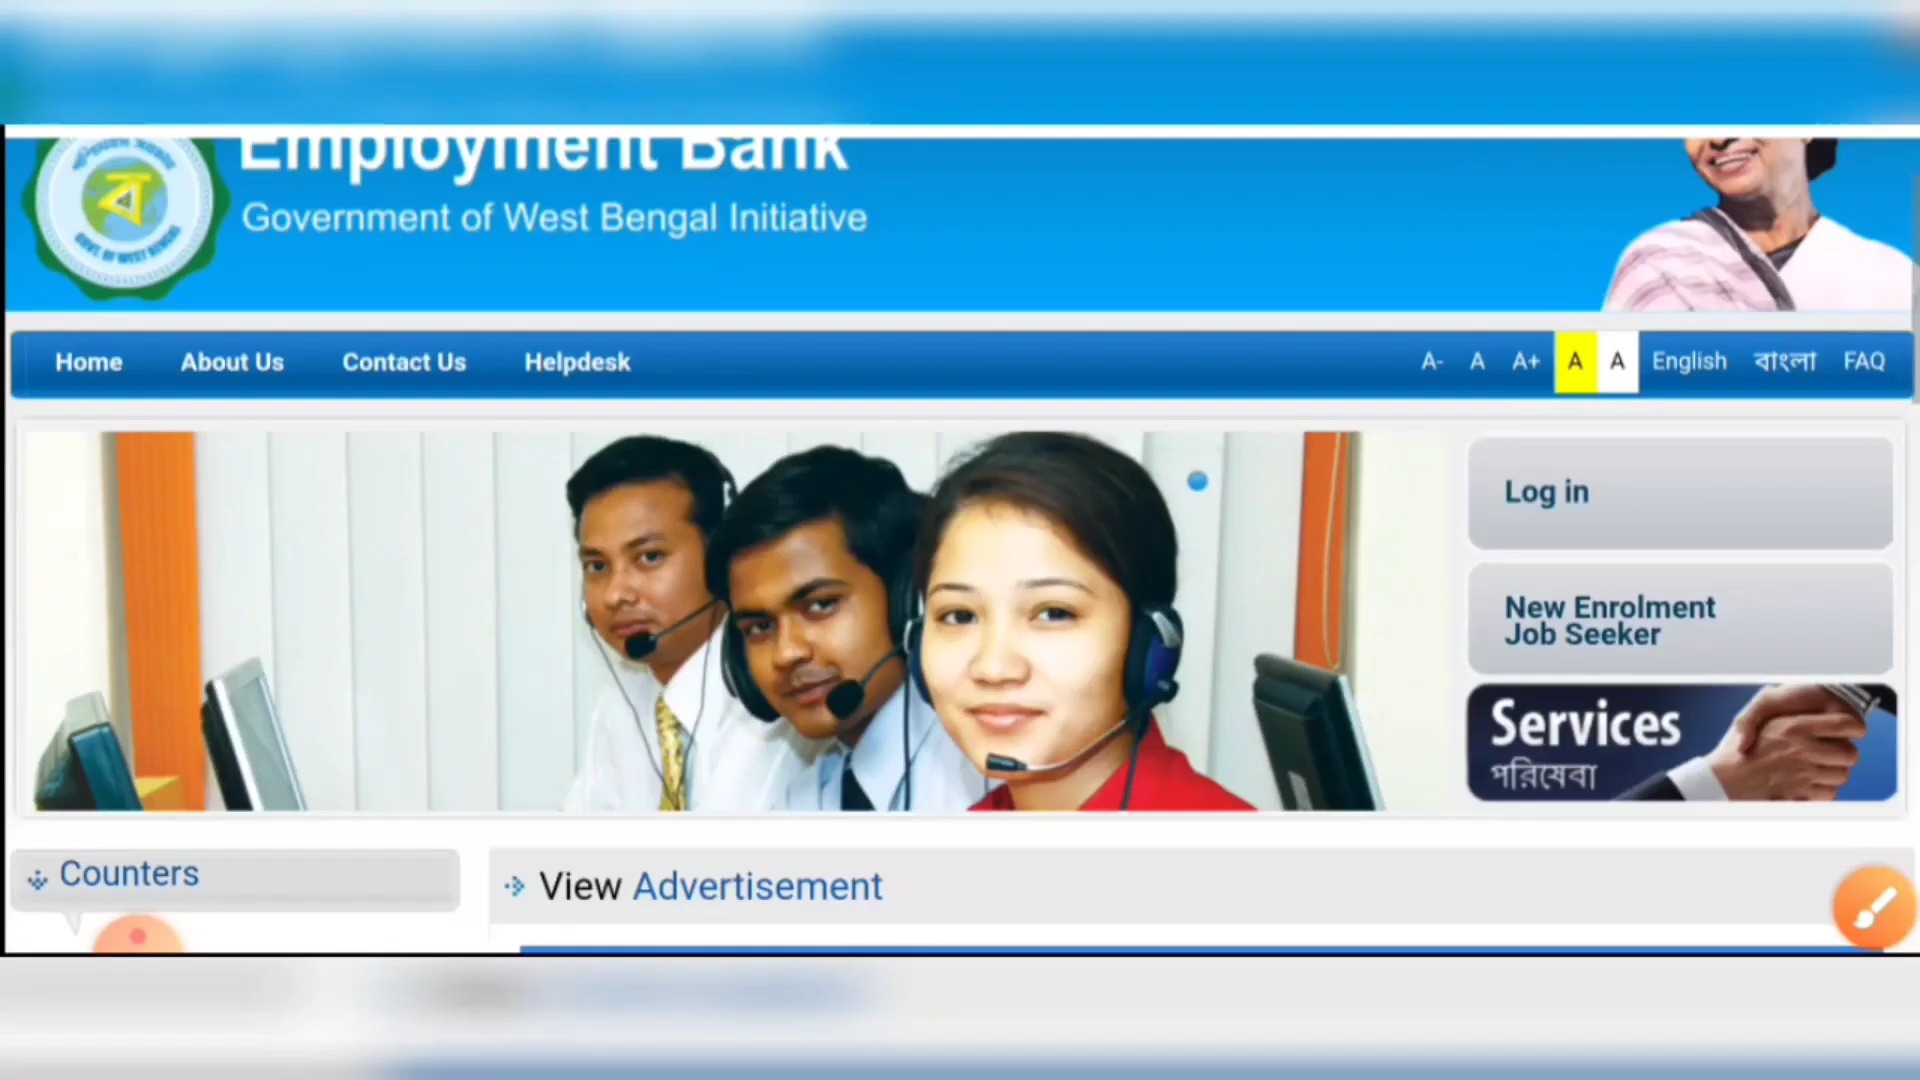 Employment Bank
Government of West Bengal Initiative
Home About Us Contact Us Helpdesk A- A A+ A A English বাংলা FAQ
Log in
New Enrolment
Job Seeker
Services
পরিষেবা
Counters
View Advertisement